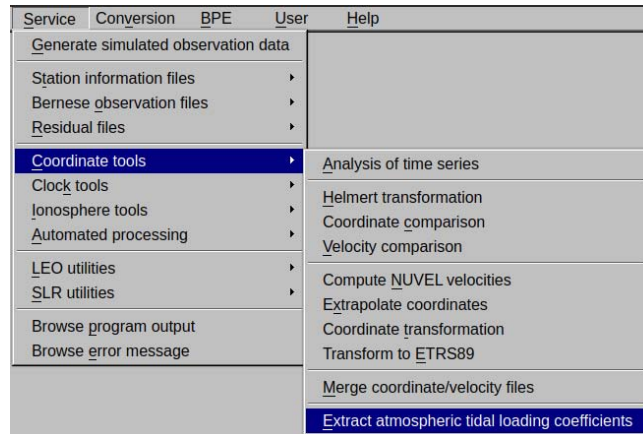 Service Conversion BPE User Help
Generate simulated observation data
Station information files
Bernese observation files
Residual files
Coordinate tools
Clock tools
Ionosphere tools
Automated processing
LEO utilities
SLR utilities
Browse program output
Browse error message
Analysis of time series
Helmert transformation
Coordinate comparison
Velocity comparison
Compute NUVEL velocities
Extrapolate coordinates
Coordinate transformation
Transform to ETRS89
Merge coordinate/velocity files
Extract atmospheric tidal loading coefficients